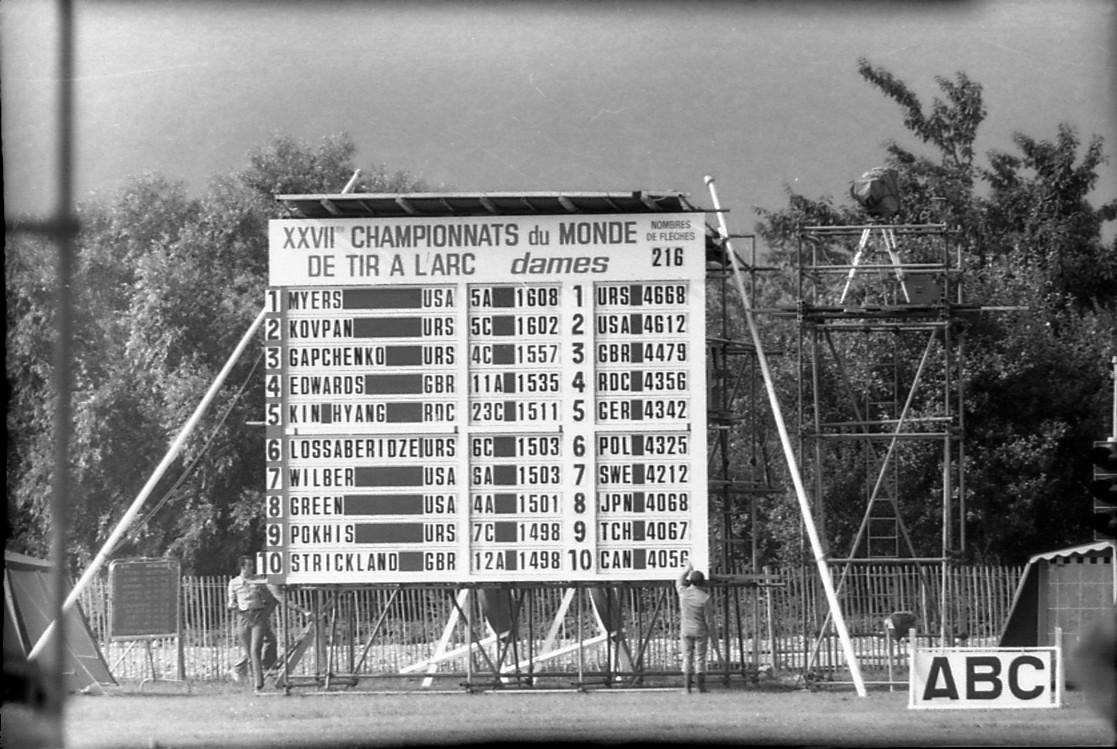 XXVIIes CHAMPIONNATS du MONDE
DE TIR A L'ARC dames
NOMBRES
DE FLECHES
216
1 MYERS USA 5A 1608 1 URS 4668
2 KOVPAN URS 5C 1602 2 USA 4612
3 GAPCHENKO URS 4C 1557 3 GBR 4479
4 EDWARDS GBR 11A 1535 4 RDC 4356
5 KIN HYANG RDC 23C 1511 5 GER 4342
6 LOSSABERIDZE URS 6C 1503 6 POL 4325
7 WILBER USA 6A 1503 7 SWE 4212
8 GREEN USA 4A 1501 8 JPN 4068
9 POKHIS URS 7C 1498 9 TCH 4067
10 STRICKLAND GBR 12A 1498 10 CAN 4056
ABC